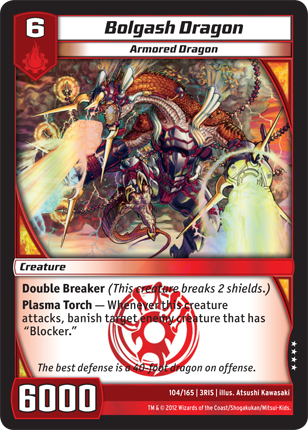 6
Bolgash Dragon
Armored Dragon
Creature
Double Breaker (This creature breaks 2 shields.)
Plasma Torch — Whenever this creature
attacks, banish target enemy creature that has
"Blocker."
The best defense is a 40-foot dragon on offense.
6000
104/165 | 3RIS | illus. Atsushi Kawasaki
TM & © 2012 Wizards of the Coast/Shogakukan/Mitsui-Kids.